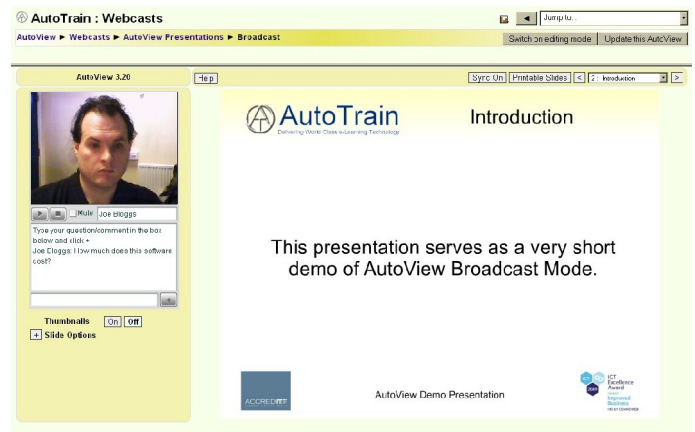 AutoTrain : Webcasts
Jump to...
AutoView ► Webcasts ► AutoView Presentations ► Broadcast
Switch on editing mode
Update this AutoView
AutoView 3.20
Help
Sync On
Printable Slides
<
2 : Introduction
>
Mute
Joe Bloggs
Type your question/comment in the box
below and click +
Joe Bloggs: How much does this software
cost?
+
Thumbnails
On
Off
+ Slide Options
AutoTrain
Delivering World Class e-Learning Technology
Introduction
This presentation serves as a very short
demo of AutoView Broadcast Mode.
ACCREDIT
AutoView Demo Presentation
ICT
Excellence
Award
Improved
Business